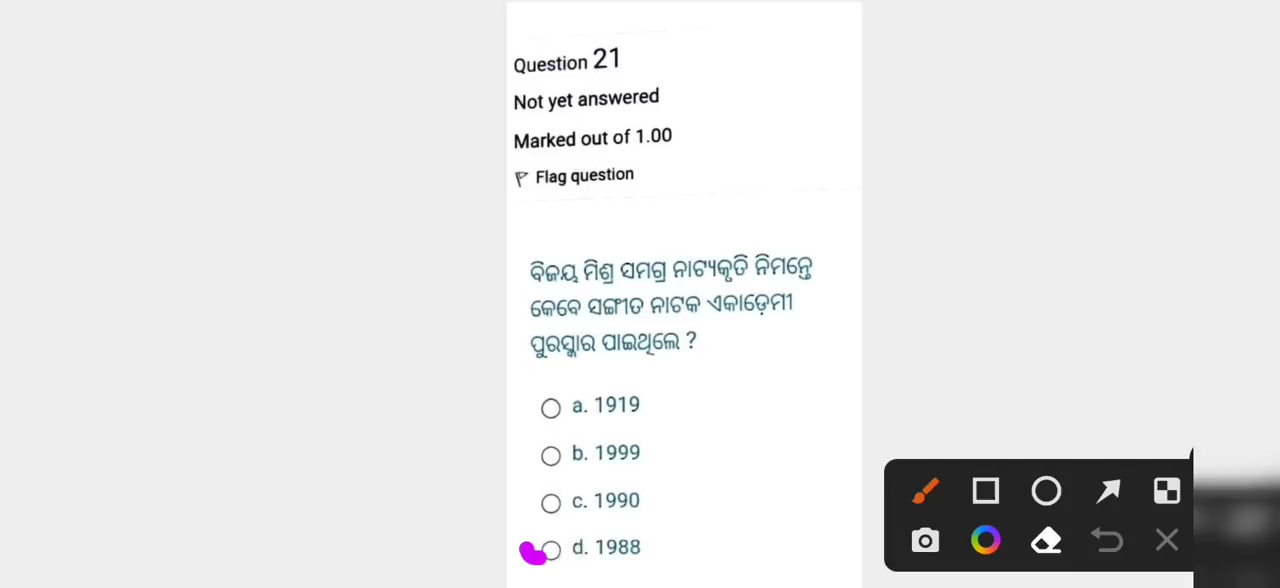 Question 21
Not yet answered
Marked out of 1.00
Flag question
ବିଜୟ ମିଶ୍ର ସମଗ୍ର ନାଟ୍ୟକୃତି ନିମନ୍ତେ
କେବେ ସଙ୍ଗୀତ ନାଟକ ଏକାଡ଼େମୀ
ପୁରସ୍କାର ପାଇଥିଲେ ?
a. 1919
b. 1999
c. 1990
d. 1988